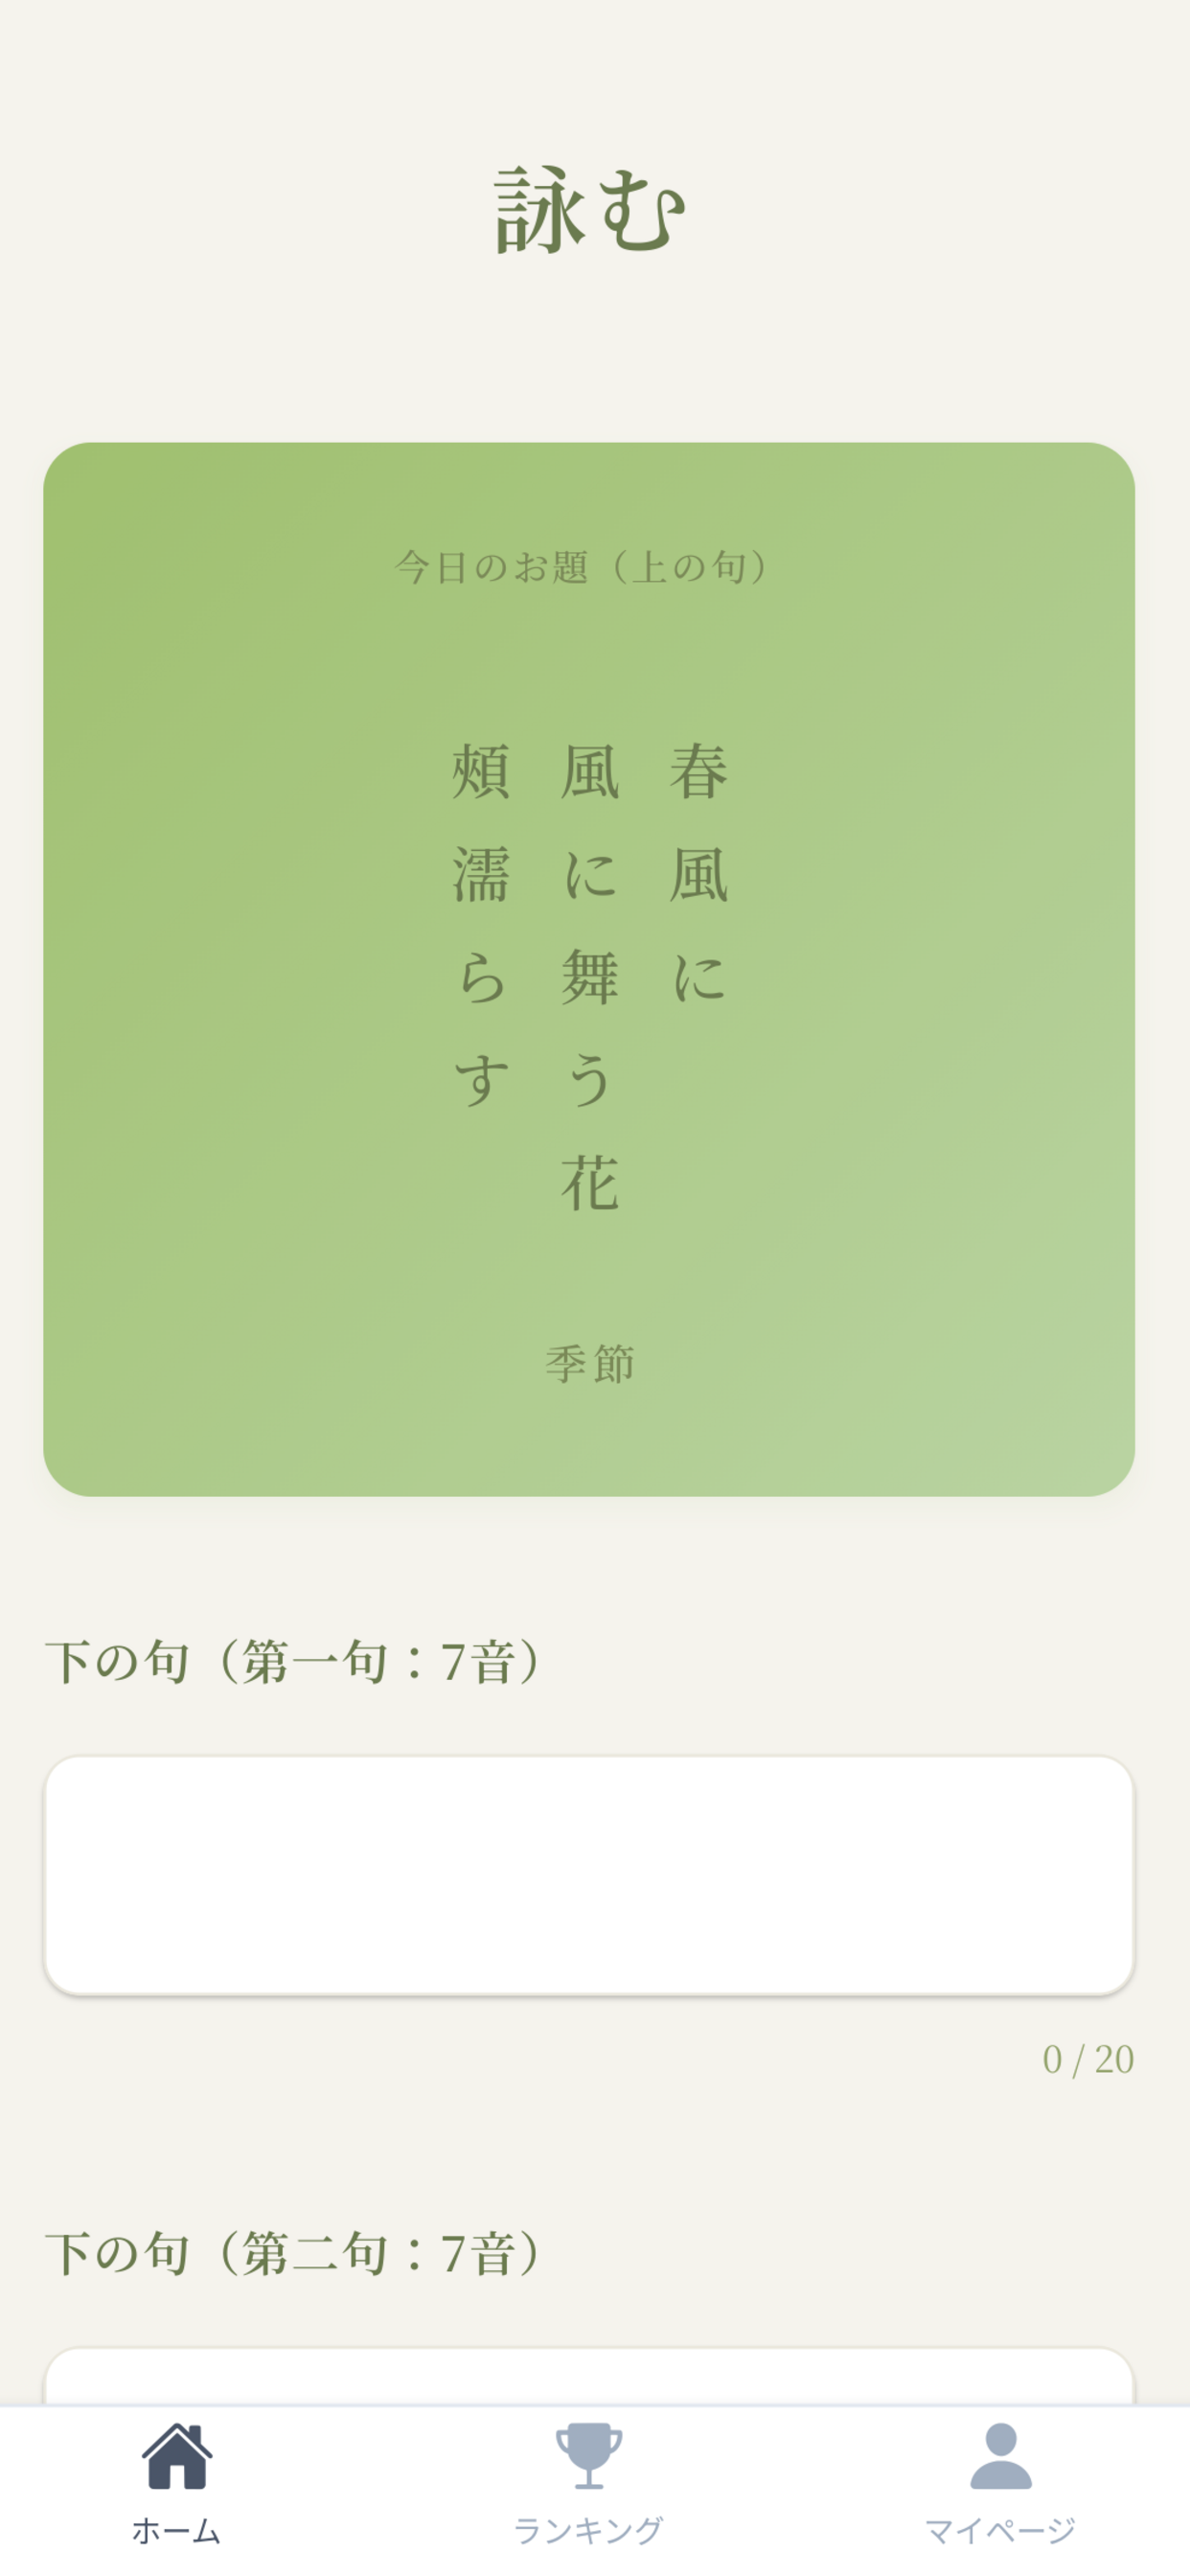 詠む
今日のお題（上の句）
春風に
風に舞う花
頬濡らす
季節
下の句（第一句：7音）
0 / 20
下の句（第二句：7音）
ホーム
ランキング
マイページ